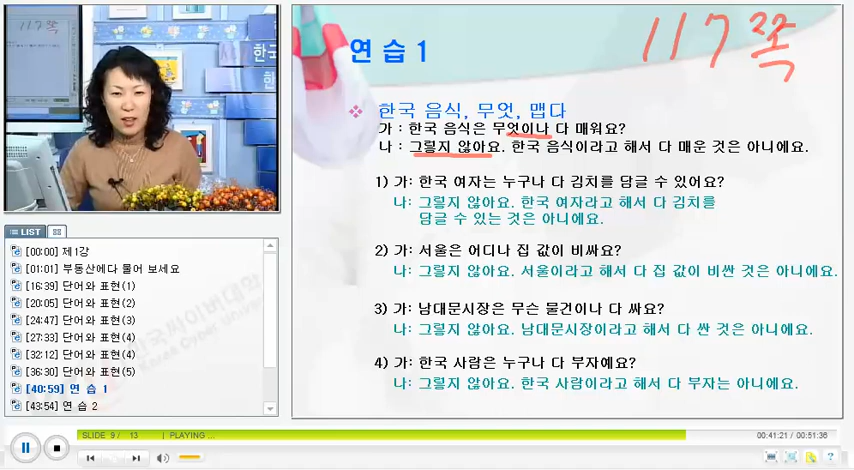 117쪽
연 습 1
한국 음식, 무엇, 맵다
가 : 한국 음식은 무엇이나 다 매워요?
나 : 그렇지 않아요. 한국 음식이라고 해서 다 매운 것은 아니에요.
1) 가: 한국 여자는 누구나 다 김치를 담글 수 있어요?
나: 그렇지 않아요. 한국 여자라고 해서 다 김치를
담글 수 있는 것은 아니에요.
2) 가: 서울은 어디나 집 값이 비싸요?
나: 그렇지 않아요. 서울이라고 해서 다 집 값이 비싼 것은 아니에요.
3) 가: 남대문시장은 무슨 물건이나 다 싸요?
나: 그렇지 않아요. 남대문시장이라고 해서 다 싼 것은 아니에요.
4) 가: 한국 사람은 누구나 다 부자예요?
나: 그렇지 않아요. 한국 사람이라고 해서 다 부자는 아니에요.
117쪽
한국
LIST
[00:00] 제1강
[01:01] 부동산에다 물어 보세요
[16:39] 단어와 표현(1)
[20:05] 단어와 표현(2)
[24:47] 단어와 표현(3)
[27:33] 단어와 표현(4)
[32:12] 단어와 표현(4)
[36:30] 단어와 표현(5)
[40:59] 연 습 1
[43:54] 연 습 2
SLIDE 9 / 13 | PLAYING ...
00:41:21 / 00:51:36